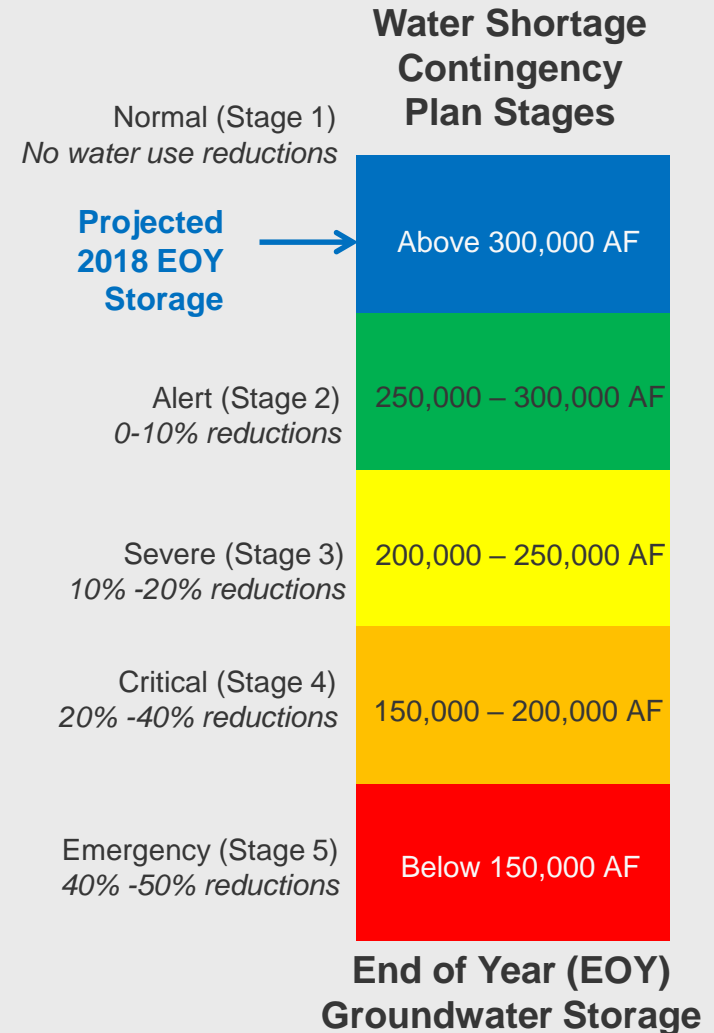 Water Shortage
Contingency
Plan Stages
Normal (Stage 1)
No water use reductions
Projected
2018 EOY
Storage
Above 300,000 AF
Alert (Stage 2)
0-10% reductions
250,000 – 300,000 AF
Severe (Stage 3)
10% -20% reductions
200,000 – 250,000 AF
Critical (Stage 4)
20% -40% reductions
150,000 – 200,000 AF
Emergency (Stage 5)
40% -50% reductions
Below 150,000 AF
End of Year (EOY)
Groundwater Storage